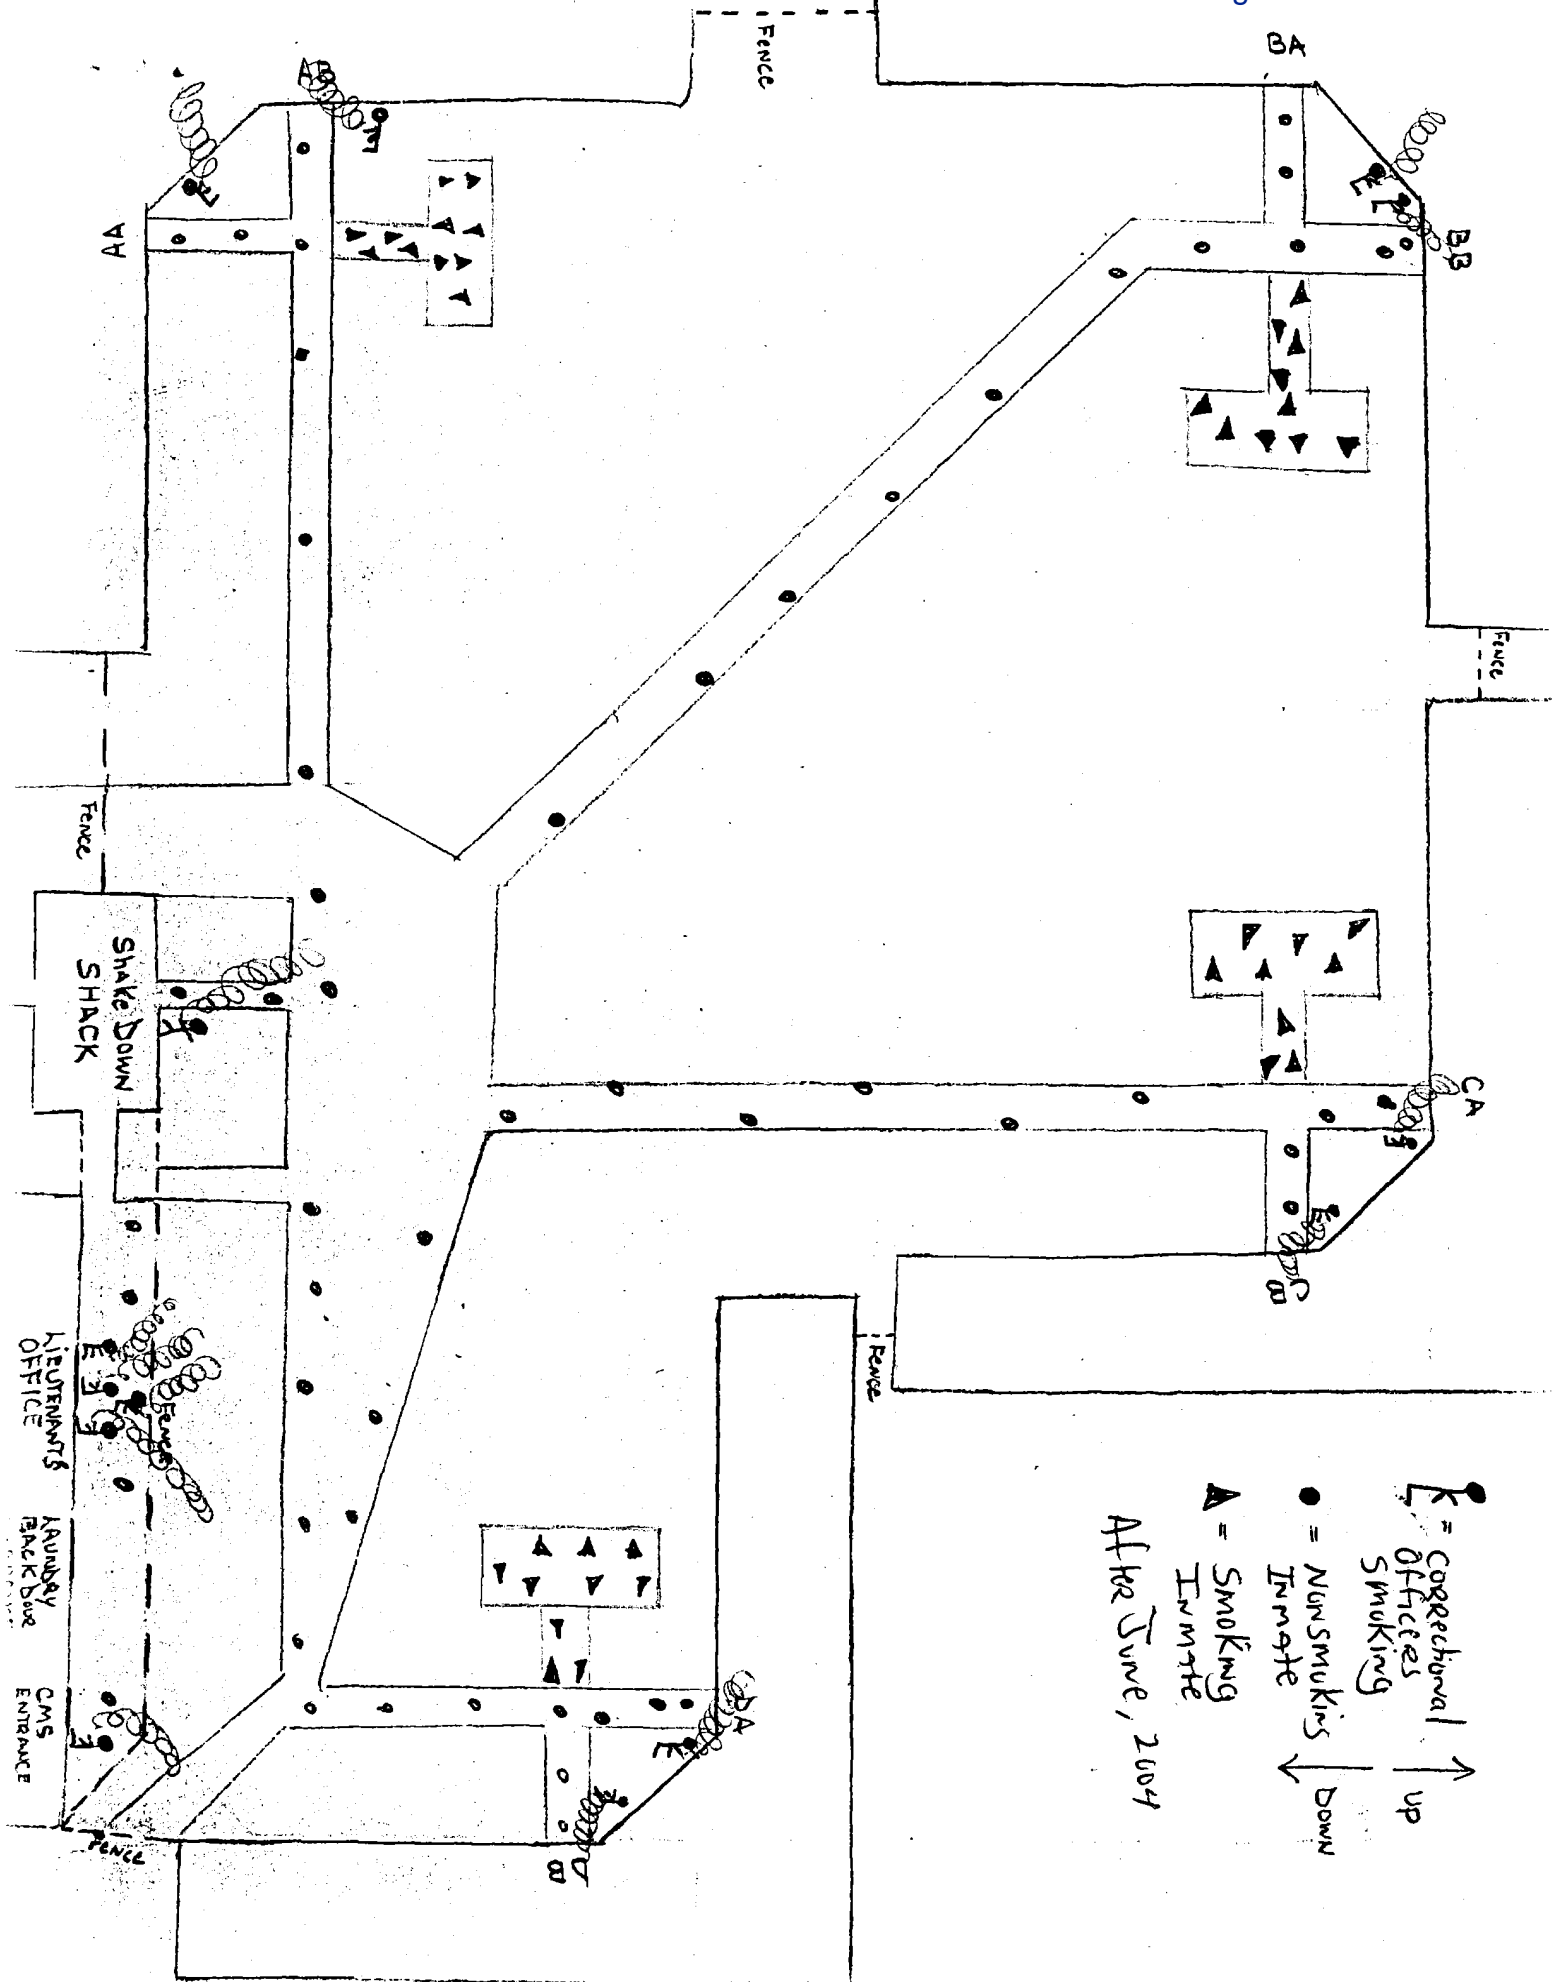 BA
Fence
AB
BB
AA
Fence
Fence
Shake Down
SHACK
CA
CB
Fence
LIEUTENANTS
OFFICE
Fence
LAUNDRY
BACK DOOR
CMS
ENTRANCE
DA
DB
FENCE
= Correctional
Officers
Smoking
UP
= Nonsmoking
Inmate
DOWN
= Smoking
Inmate
After June, 2004